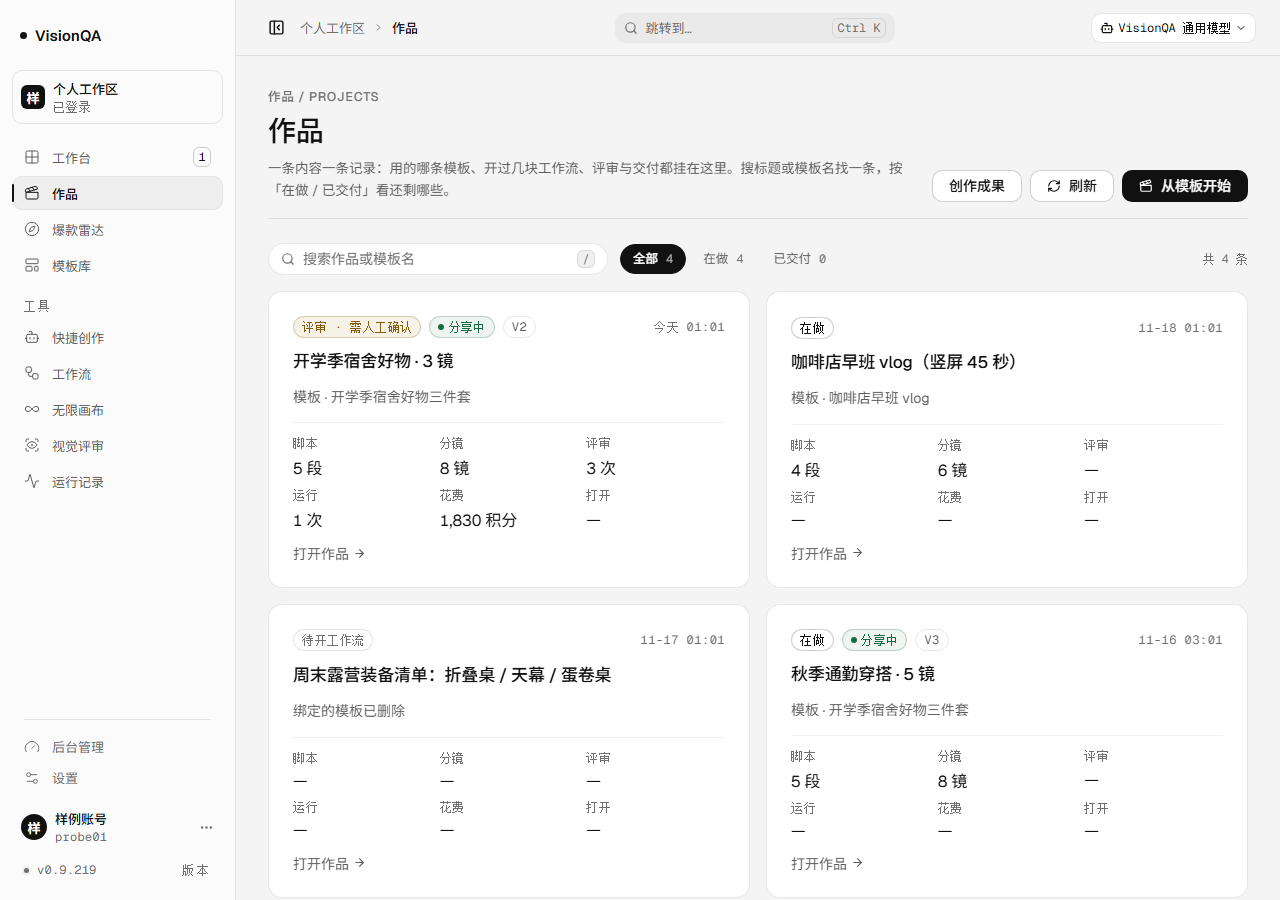 VisionQA
样
个人工作区
已登录
工作台
1
作品
爆款雷达
模板库
工具
快捷创作
工作流
无限画布
视觉评审
运行记录
后台管理
设置
样
样例账号
probe01
v0.9.219
版本
个人工作区
作品
跳转到…
Ctrl K
VisionQA 通用模型
作品 / PROJECTS
作品
一条内容一条记录：用的哪条模板、开过几块工作流、评审与交付都挂在这里。搜标题或模板名找一条，按
「在做 / 已交付」看还剩哪些。
创作成果
刷新
从模板开始
搜索作品或模板名
/
全部 4
在做 4
已交付 0
共 4 条
评审 · 需人工确认
分享中
V2
今天 01:01
开学季宿舍好物 · 3 镜
模板 · 开学季宿舍好物三件套
脚本 分镜 评审
5 段 8 镜 3 次
运行 花费 打开
1 次 1,830 积分 —
打开作品 →
在做
11-18 01:01
咖啡店早班 vlog（竖屏 45 秒）
模板 · 咖啡店早班 vlog
脚本 分镜 评审
4 段 6 镜 —
运行 花费 打开
— — —
打开作品 →
待开工作流
11-17 01:01
周末露营装备清单：折叠桌 / 天幕 / 蛋卷桌
绑定的模板已删除
脚本 分镜 评审
— — —
运行 花费 打开
— — —
打开作品 →
在做
分享中
V3
11-16 03:01
秋季通勤穿搭 · 5 镜
模板 · 开学季宿舍好物三件套
脚本 分镜 评审
5 段 8 镜 —
运行 花费 打开
— — —
打开作品 →